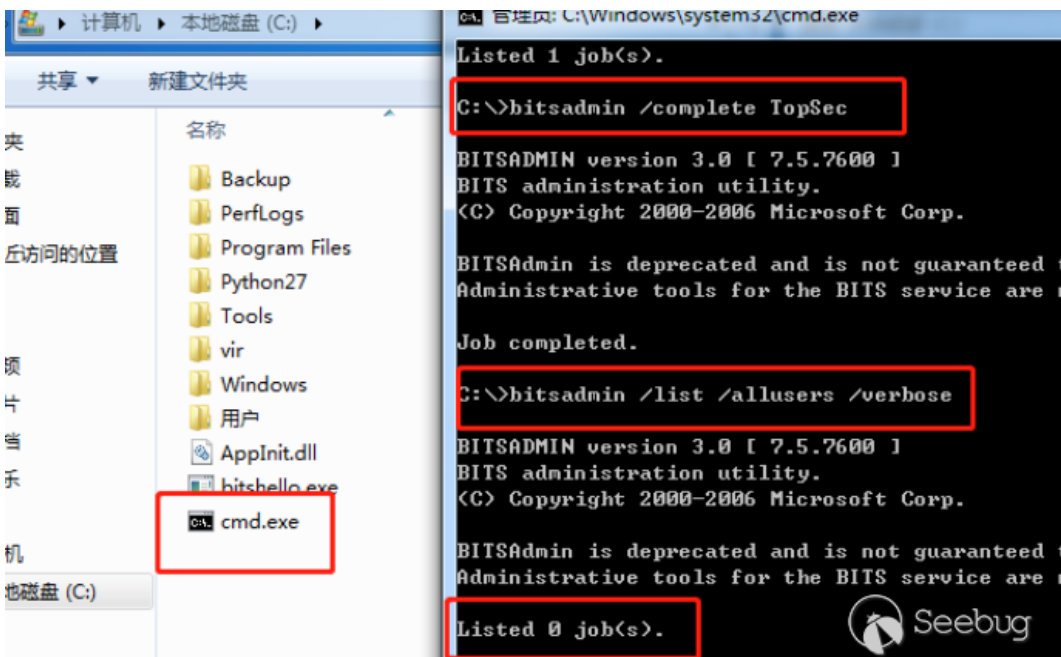 计算机 ▸ 本地磁盘 (C:) ▸
共享 新建文件夹
名称
夹
载
面
近访问的位置
频
片
档
乐
机
地磁盘 (C:)
Backup
PerfLogs
Program Files
Python27
Tools
vir
Windows
用户
AppInit.dll
bitshello.exe
cmd.exe
管理员: C:\Windows\system32\cmd.exe
Listed 1 job(s).
C:\>bitsadmin /complete TopSec
BITSADMIN version 3.0 [ 7.5.7600 ]
BITS administration utility.
(C) Copyright 2000-2006 Microsoft Corp.
BITSAdmin is deprecated and is not guaranteed
Administrative tools for the BITS service are
Job completed.
C:\>bitsadmin /list /allusers /verbose
BITSADMIN version 3.0 [ 7.5.7600 ]
BITS administration utility.
(C) Copyright 2000-2006 Microsoft Corp.
BITSAdmin is deprecated and is not guaranteed
Administrative tools for the BITS service are
Listed 0 job(s).
Seebug